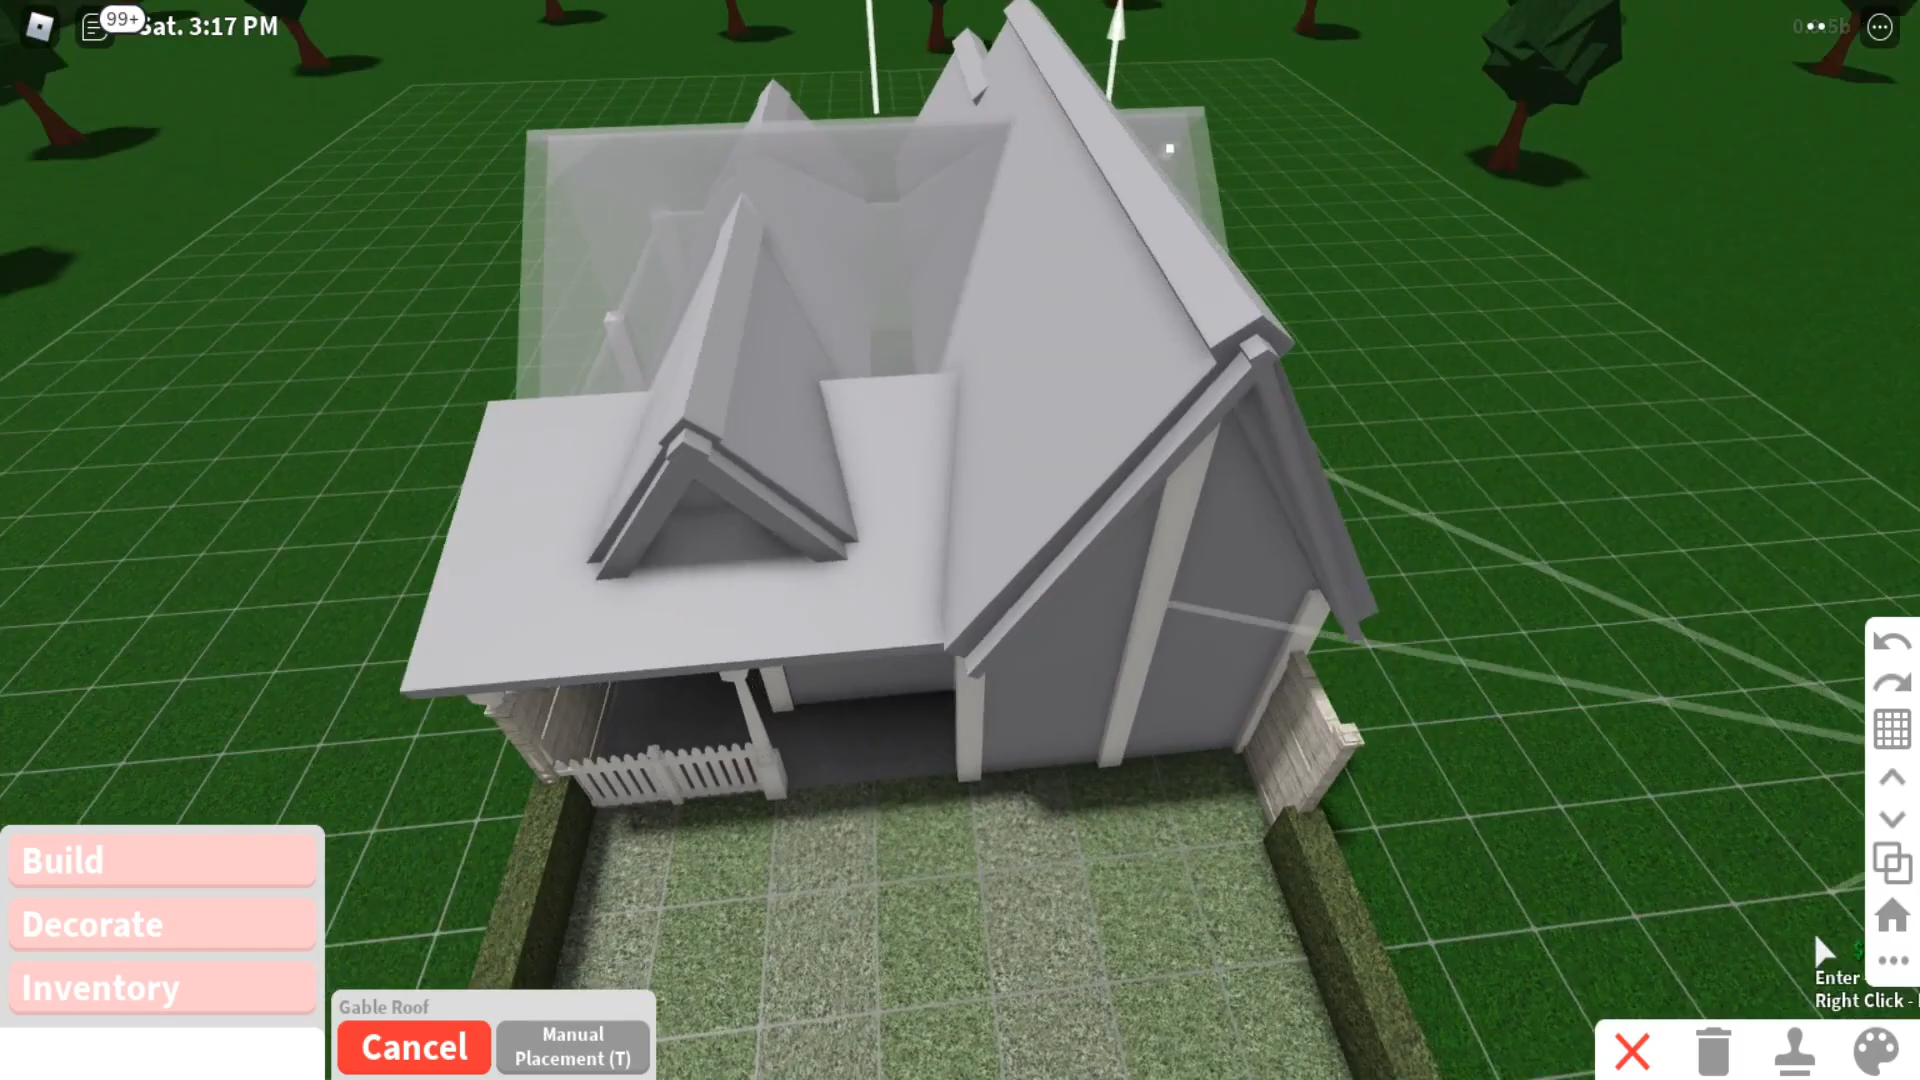 99+
Sat. 3:17 PM
Build
Decorate
Inventory
Gable Roof
Cancel
Manual
Placement (T)
Enter
Right Click -